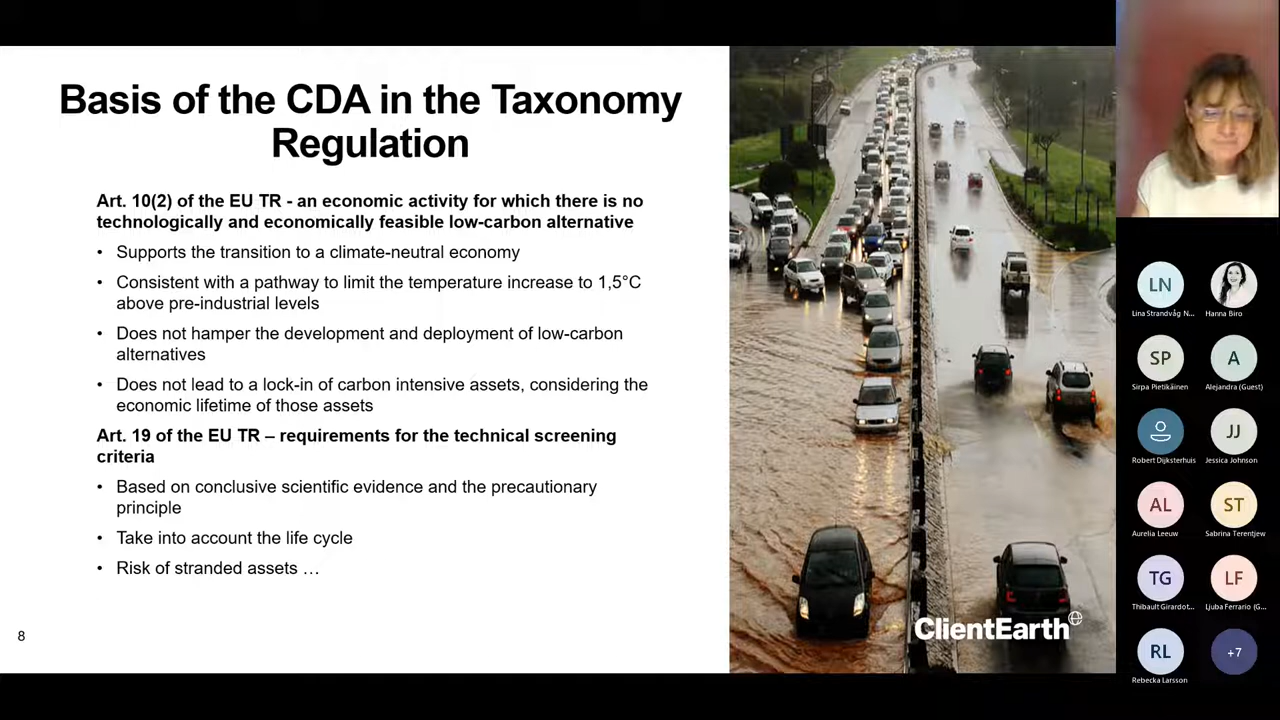 Basis of the CDA in the Taxonomy
Regulation
Art. 10(2) of the EU TR - an economic activity for which there is no
technologically and economically feasible low-carbon alternative
• Supports the transition to a climate-neutral economy
• Consistent with a pathway to limit the temperature increase to 1,5°C
above pre-industrial levels
• Does not hamper the development and deployment of low-carbon
alternatives
• Does not lead to a lock-in of carbon intensive assets, considering the
economic lifetime of those assets
Art. 19 of the EU TR – requirements for the technical screening
criteria
• Based on conclusive scientific evidence and the precautionary
principle
• Take into account the life cycle
• Risk of stranded assets …
8
ClientEarth
LN
Lina Strandvåg N...
Hanna Biro
SP
Sirpa Pietikäinen
A
Alejandra (Guest)
Robert Dijksterhuis
JJ
Jessica Johnson
AL
Aurelia Leeuw
ST
Sabrina Terentjew
TG
Thibault Girardot...
LF
Ljuba Ferrario (G...
RL
Rebecka Larsson
+7